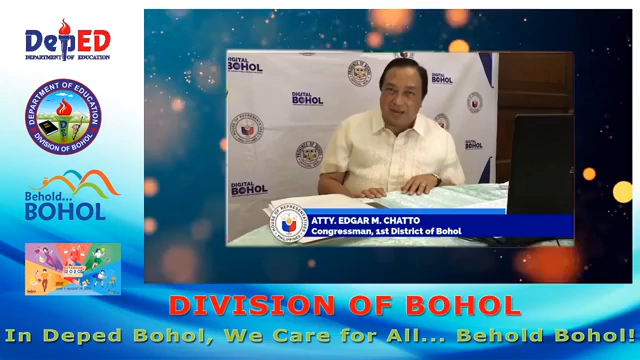 DepED
DEPARTMENT OF EDUCATION
DEPARTMENT OF EDUCATION
DIVISION OF BOHOL
Behold...
BOHOL
DIGITAL
BOHOL
DIGITAL
BOHOL
DIGITAL
BOHOL
DIGITAL
BOHOL
BOHOL
ATTY. EDGAR M. CHATTO
Congressman, 1st District of Bohol
DIVISION OF BOHOL
In Deped Bohol, We Care for All... Behold Bohol!